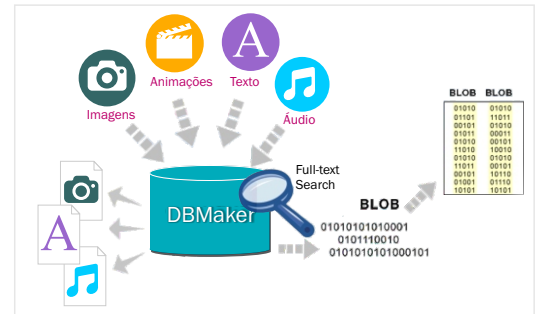 A
Animações
Texto
Imagens
Áudio
BLOB BLOB
01010 01010
01101 11011
00101 01010
01011 00011
01010 00101
11010 10010
01010 01010
11011 00101
00101 10110
01001 01110
10101 10101
Full-text
Search
DBMaker
BLOB
01010101010001
0101110010
0101010101000101
A